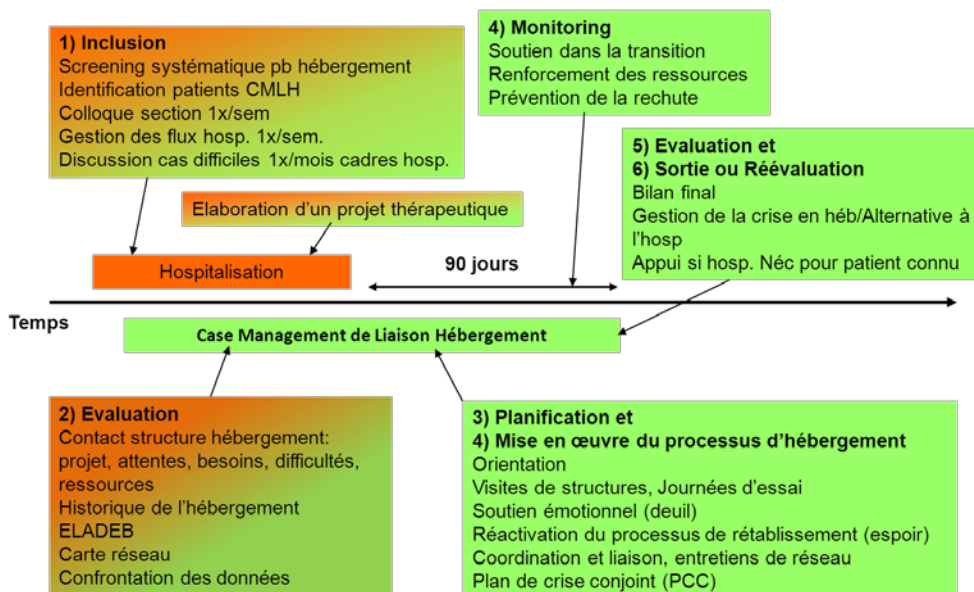 1) Inclusion
Screening systématique pb hébergement
Identification patients CMLH
Colloque section 1x/sem
Gestion des flux hosp. 1x/sem.
Discussion cas difficiles 1x/mois cadres hosp.
4) Monitoring
Soutien dans la transition
Renforcement des ressources
Prévention de la rechute
5) Evaluation et
6) Sortie ou Réévaluation
Bilan final
Gestion de la crise en héb/Alternative à
l'hosp
Appui si hosp. Néc pour patient connu
Elaboration d'un projet thérapeutique
Hospitalisation
90 jours
Temps
Case Management de Liaison Hébergement
2) Evaluation
Contact structure hébergement:
projet, attentes, besoins, difficultés,
ressources
Historique de l'hébergement
ELADEB
Carte réseau
Confrontation des données
3) Planification et
4) Mise en œuvre du processus d'hébergement
Orientation
Visites de structures, Journées d'essai
Soutien émotionnel (deuil)
Réactivation du processus de rétablissement (espoir)
Coordination et liaison, entretiens de réseau
Plan de crise conjoint (PCC)